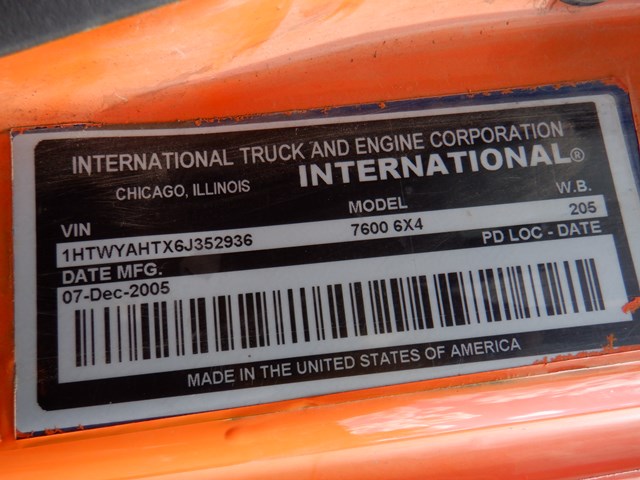 INTERNATIONAL TRUCK AND ENGINE CORPORATION
CHICAGO, ILLINOIS INTERNATIONAL®
VIN MODEL W.B.
1HTWYAHTX6J352936 7600 6X4 205
DATE MFG. PD LOC - DATE
07-Dec-2005
MADE IN THE UNITED STATES OF AMERICA